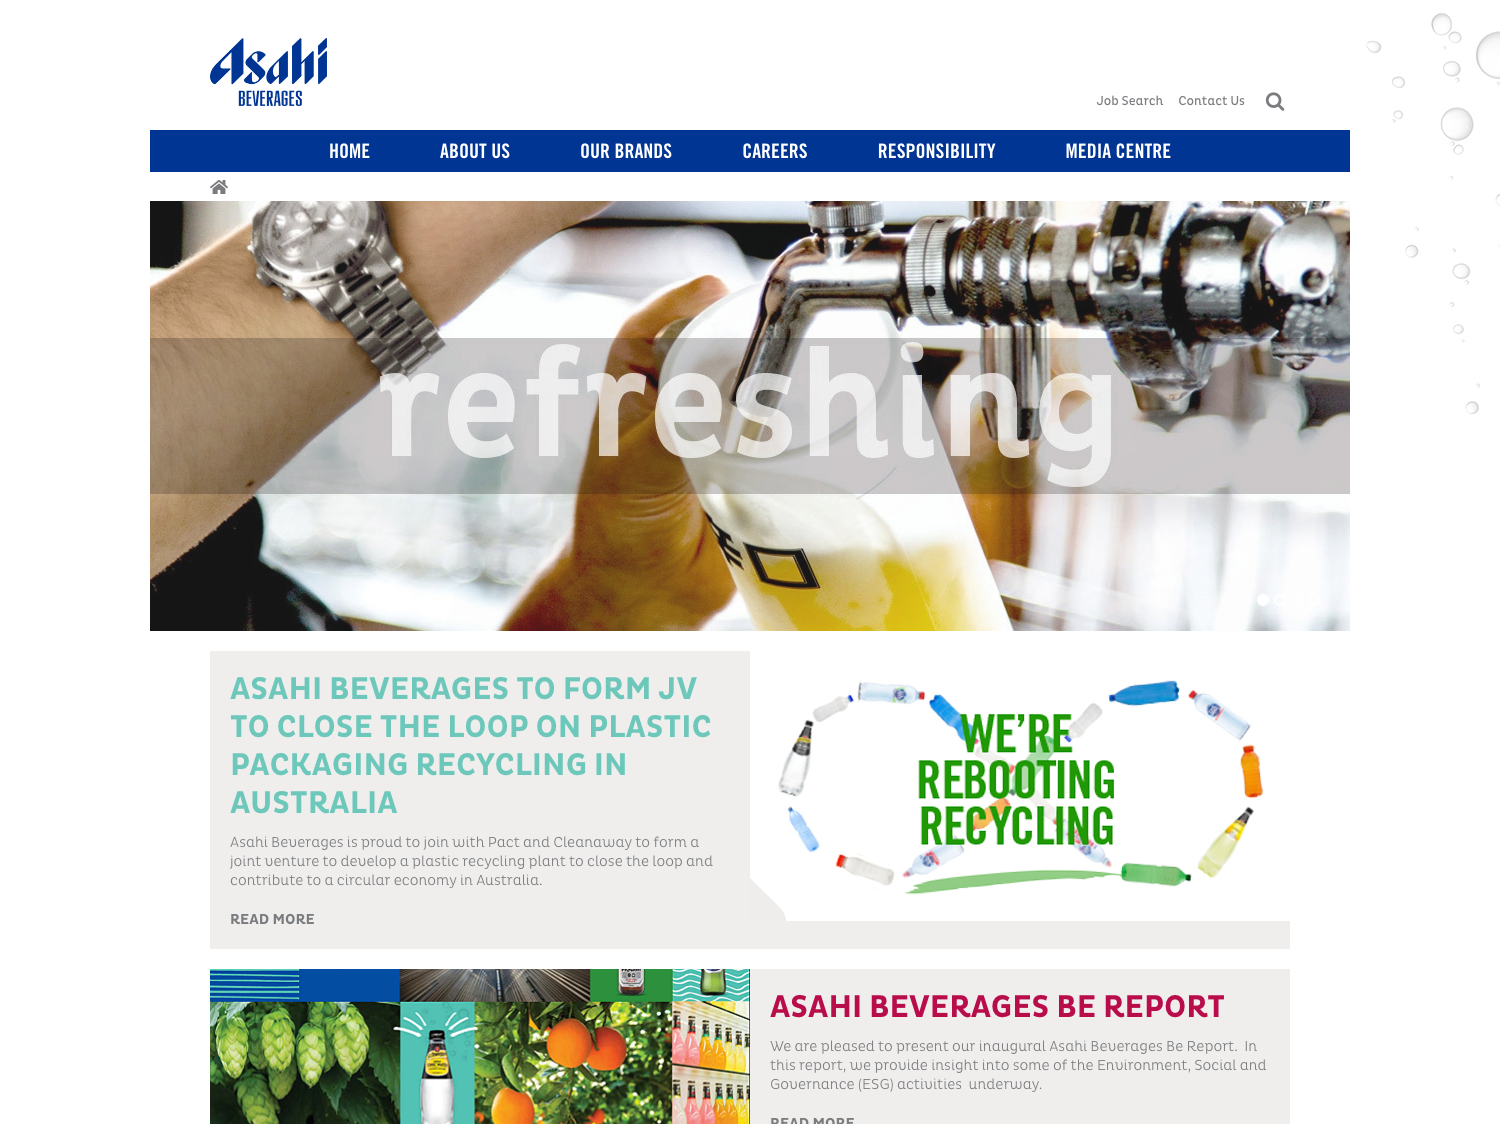 Asahi
BEVERAGES
Job Search Contact Us
HOME ABOUT US OUR BRANDS CAREERS RESPONSIBILITY MEDIA CENTRE
refreshing
ASAHI BEVERAGES TO FORM JV
TO CLOSE THE LOOP ON PLASTIC
PACKAGING RECYCLING IN
AUSTRALIA
Asahi Beverages is proud to join with Pact and Cleanaway to form a
joint venture to develop a plastic recycling plant to close the loop and
contribute to a circular economy in Australia.
READ MORE
WE'RE
REBOOTING
RECYCLING
ASAHI BEVERAGES BE REPORT
We are pleased to present our inaugural Asahi Beverages Be Report. In
this report, we provide insight into some of the Environment, Social and
Governance (ESG) activities underway.
READ MORE